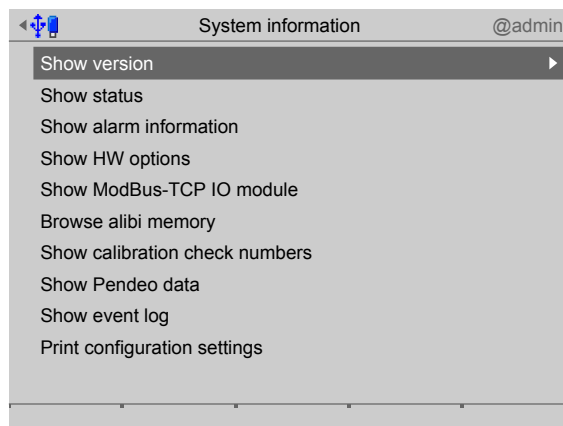 System information @admin
Show version
Show status
Show alarm information
Show HW options
Show ModBus-TCP IO module
Browse alibi memory
Show calibration check numbers
Show Pendeo data
Show event log
Print configuration settings